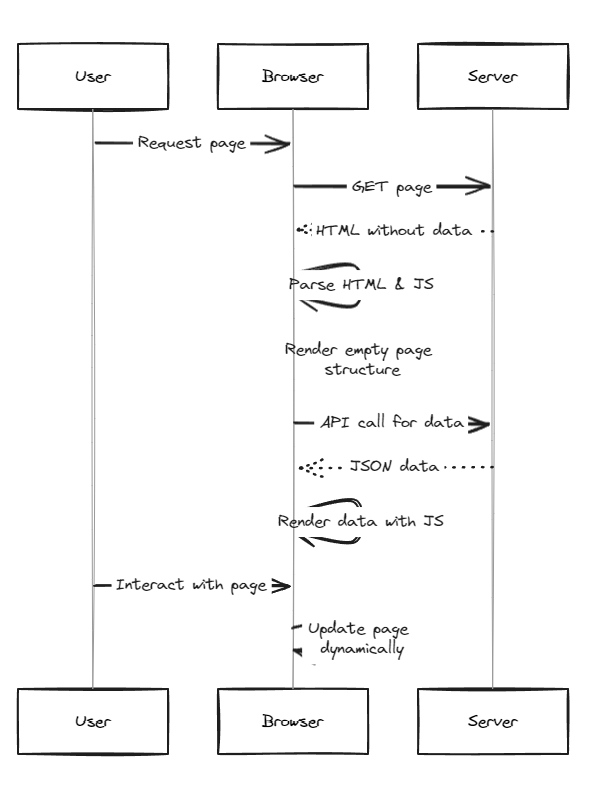 User
Browser
Server
Request page
GET page
HTML without data
Parse HTML & JS
Render empty page
structure
API call for data
JSON data
Render data with JS
Interact with page
Update page
dynamically
User
Browser
Server